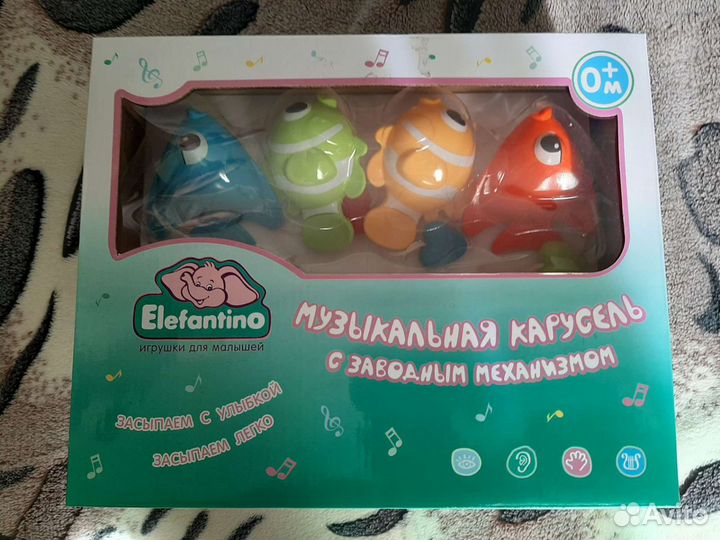 0+
м
Elefantino
игрушки для малышей
МУЗЫКАЛЬНАЯ КАРУСЕЛЬ
С ЗАВОДНЫМ МЕХАНИЗМОМ
ЗАСЫПАЕМ С УЛЫБКОЙ
ЗАСЫПАЕМ ЛЕГКО
Avito